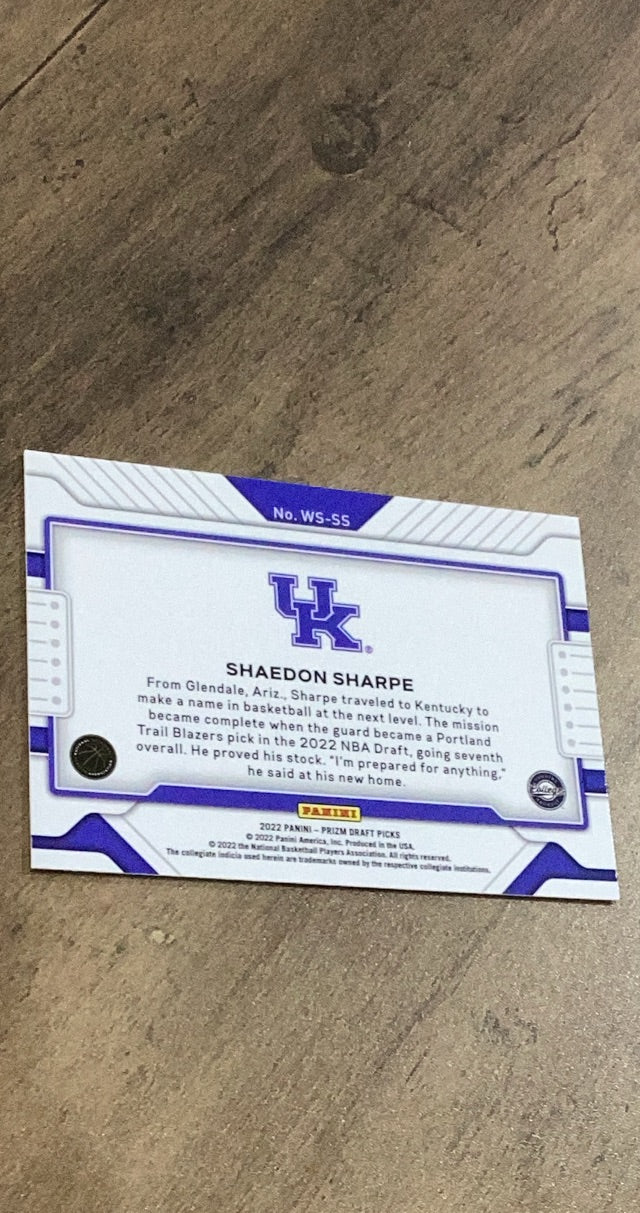 No. WS-SS
UK
®
SHAEDON SHARPE
From Glendale, Ariz., Sharpe traveled to Kentucky to
make a name in basketball at the next level. The mission
became complete when the guard became a Portland
Trail Blazers pick in the 2022 NBA Draft, going seventh
overall. He proved his stock. "I'm prepared for anything,"
he said at his new home.
PANINI
2022 PANINI – PRIZM DRAFT PICKS
© 2022 Panini America, Inc. Produced in the USA.
© 2022 the National Basketball Players Association. All rights reserved.
The collegiate indicia used herein are trademarks owned by the respective collegiate institutions.